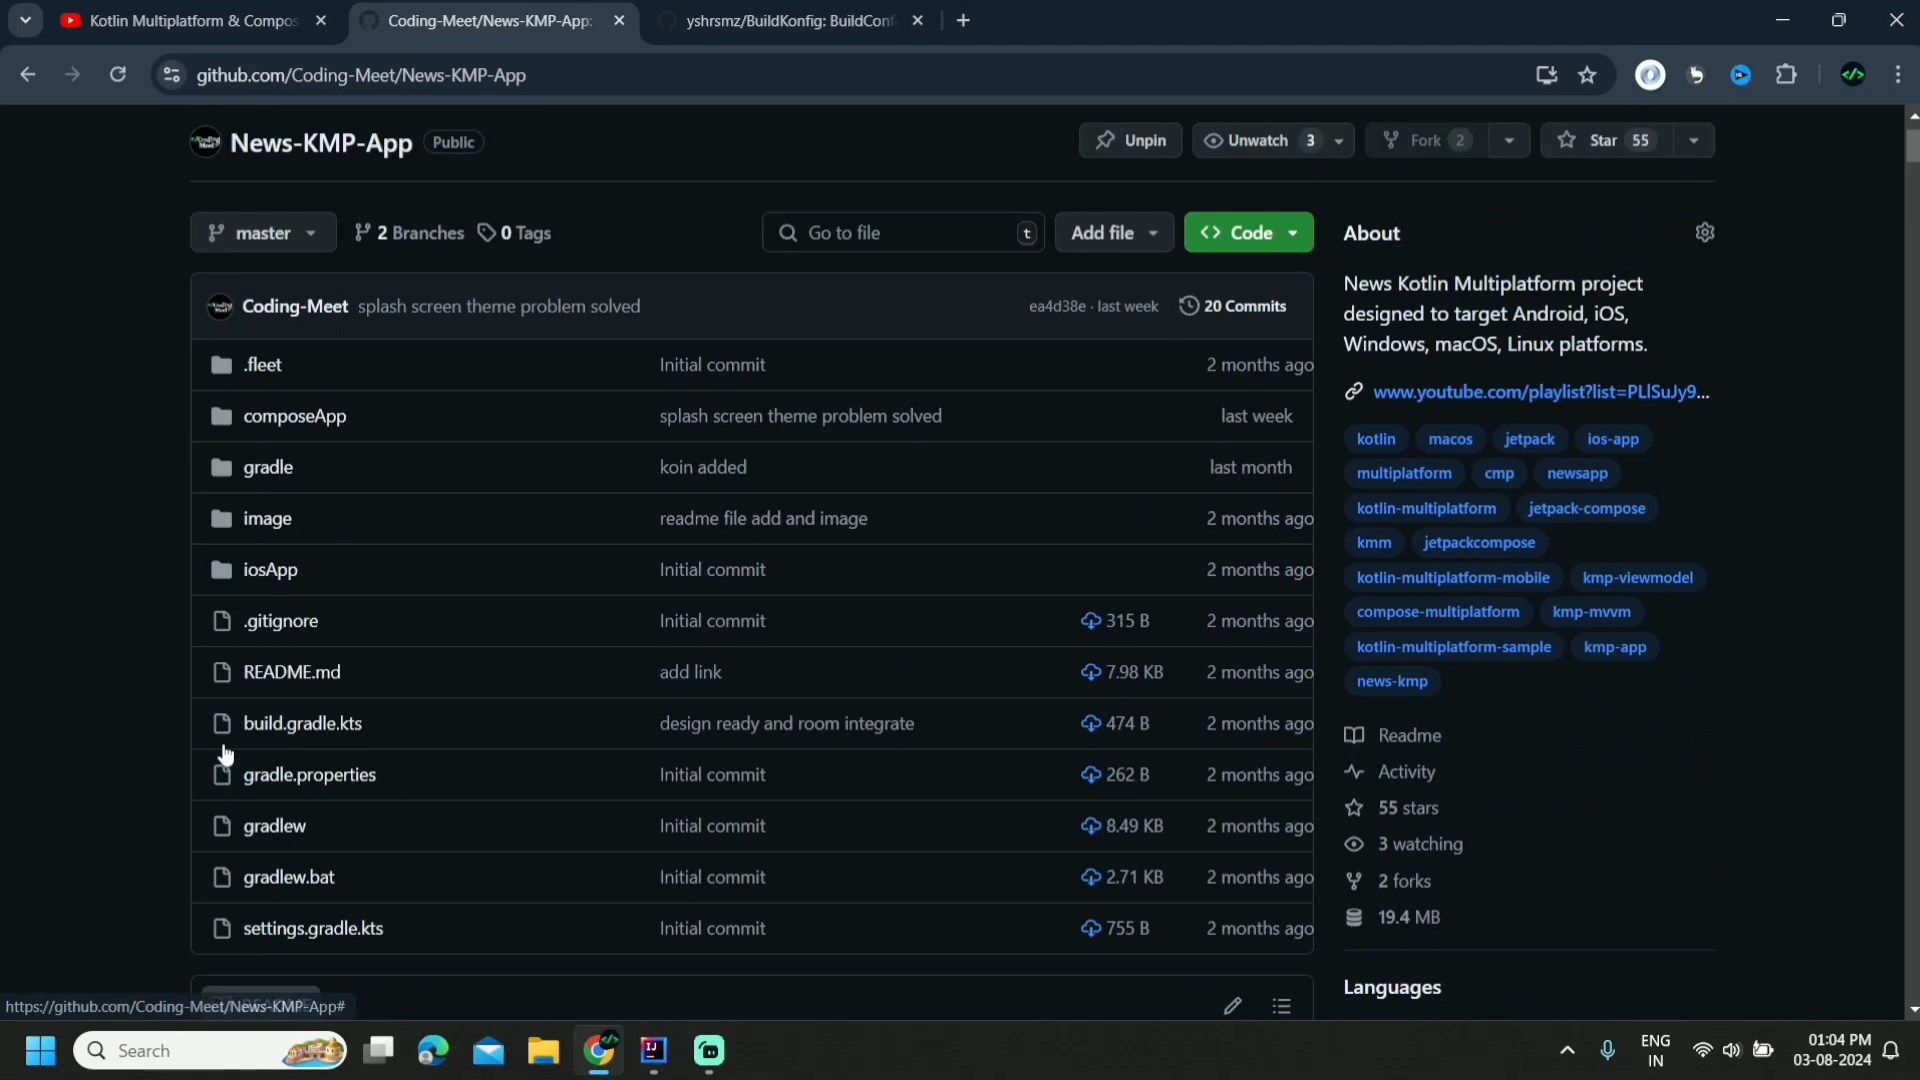 Kotlin Multiplatform & Compos
Coding-Meet/News-KMP-App:
yshrsmz/BuildKonfig: BuildConf
github.com/Coding-Meet/News-KMP-App
News-KMP-App Public
Unpin
Unwatch 3
Fork 2
Star 55
master
2 Branches
0 Tags
Go to file
t
Add file
<> Code
About
Coding-Meet splash screen theme problem solved ea4d38e · last week 20 Commits
.fleet Initial commit 2 months ago
composeApp splash screen theme problem solved last week
gradle koin added last month
image readme file add and image 2 months ago
iosApp Initial commit 2 months ago
.gitignore Initial commit 315 B 2 months ago
README.md add link 7.98 KB 2 months ago
build.gradle.kts design ready and room integrate 474 B 2 months ago
gradle.properties Initial commit 262 B 2 months ago
gradlew Initial commit 8.49 KB 2 months ago
gradlew.bat Initial commit 2.71 KB 2 months ago
settings.gradle.kts Initial commit 755 B 2 months ago
News Kotlin Multiplatform project
designed to target Android, iOS,
Windows, macOS, Linux platforms.
www.youtube.com/playlist?list=PLlSuJy9...
kotlin macos jetpack ios-app
multiplatform cmp newsapp
kotlin-multiplatform jetpack-compose
kmm jetpackcompose
kotlin-multiplatform-mobile kmp-viewmodel
compose-multiplatform kmp-mvvm
kotlin-multiplatform-sample kmp-app
news-kmp
Readme
Activity
55 stars
3 watching
2 forks
19.4 MB
Languages
https://github.com/Coding-Meet/News-KMP-App#
Search
ENG
IN
01:04 PM
03-08-2024